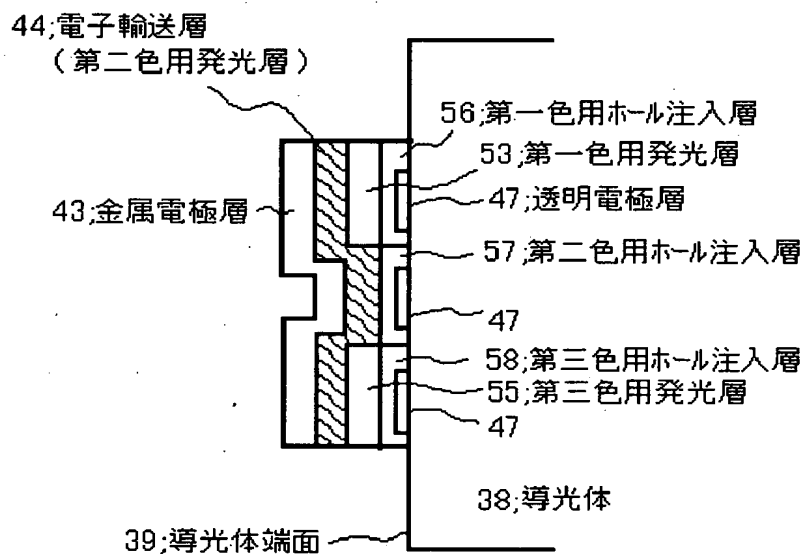 44;電子輸送層
(第二色用発光層)
56;第一色用ホール注入層
53;第一色用発光層
43;金属電極層
47;透明電極層
57;第二色用ホール注入層
47
58;第三色用ホール注入層
55;第三色用発光層
47
38;導光体
39;導光体端面